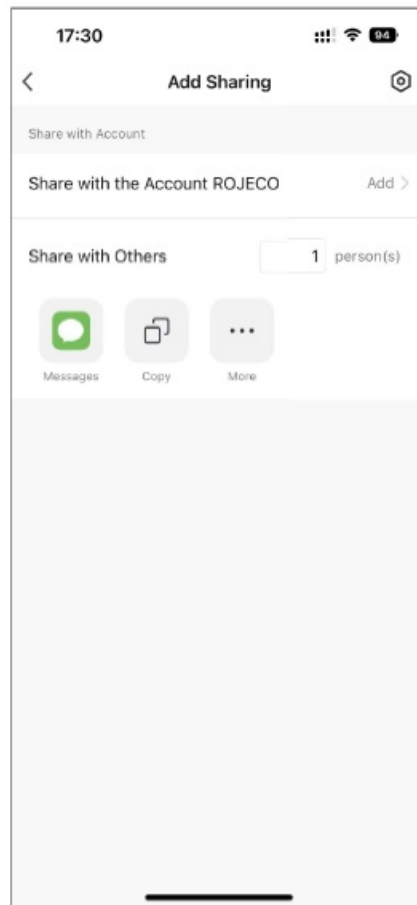 17:30
94
Add Sharing
Share with Account
Share with the Account ROJECO
Add
Share with Others
1
person(s)
Messages
Copy
More